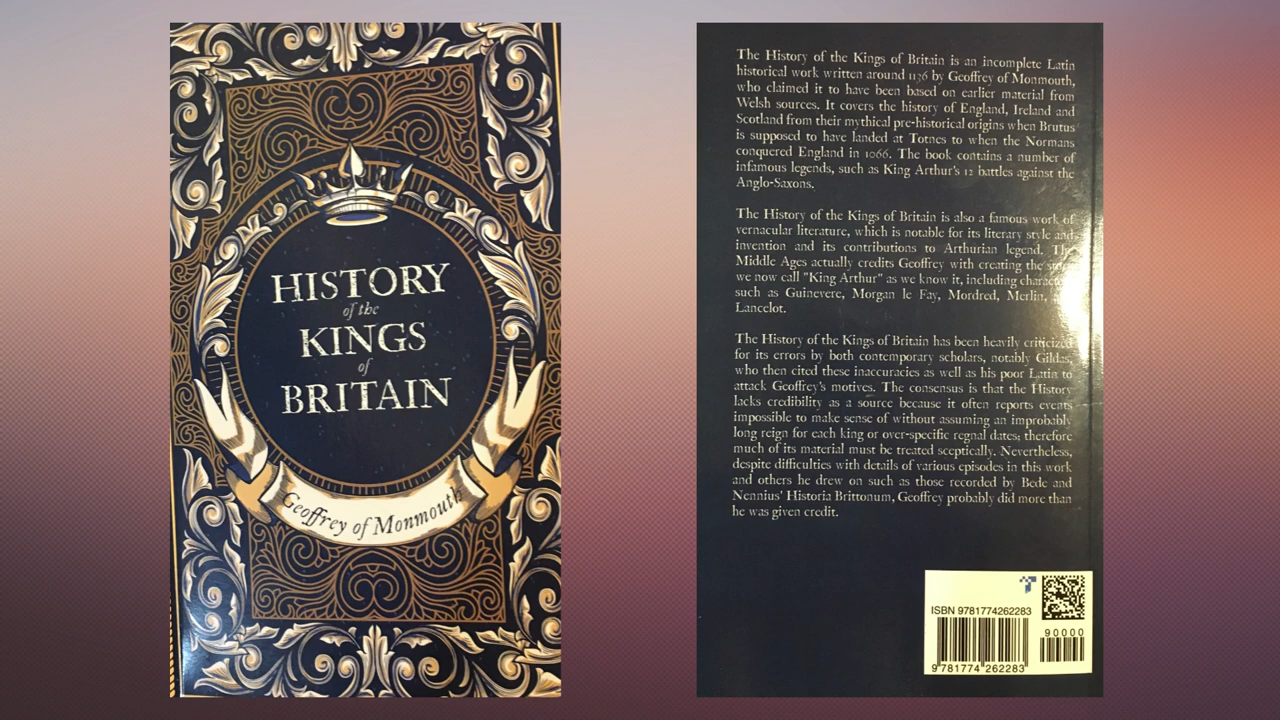 HISTORY
of the
KINGS
of
BRITAIN
Geoffrey of Monmouth
The History of the Kings of Britain is an incomplete Latin
historical work written around 1136 by Geoffrey of Monmouth,
who claimed it to have been based on earlier material from
Welsh sources. It covers the history of England, Ireland and
Scotland from their mythical pre-historical origins when Brutus
is supposed to have landed at Totnes to when the Normans
conquered England in 1066. The book contains a number of
infamous legends, such as King Arthur's 12 battles against the
Anglo-Saxons.
The History of the Kings of Britain is also a famous work of
vernacular literature, which is notable for its literary style and
invention and its contributions to Arthurian legend. The
Middle Ages actually credits Geoffrey with creating the
we now call "King Arthur" as we know it, including
such as Guinevere, Morgan le Fay, Mordred, Merlin,
Lancelot.
The History of the Kings of Britain has been heavily criticized
for its errors by both contemporary scholars, notably Gildas,
who then cited these inaccuracies as well as his poor Latin to
attack Geoffrey's motives. The consensus is that the History
lacks credibility as a source because it often reports events
impossible to make sense of without assuming an improbably
long reign for each king or over-specific regnal dates; therefore
much of its material must be treated sceptically. Nevertheless,
despite difficulties with details of various episodes in this work
and others he drew on such as those recorded by Bede and
Nennius' Historia Brittonum, Geoffrey probably did more than
he was given credit.
ISBN 9781774262283
90000
9 781774 262283